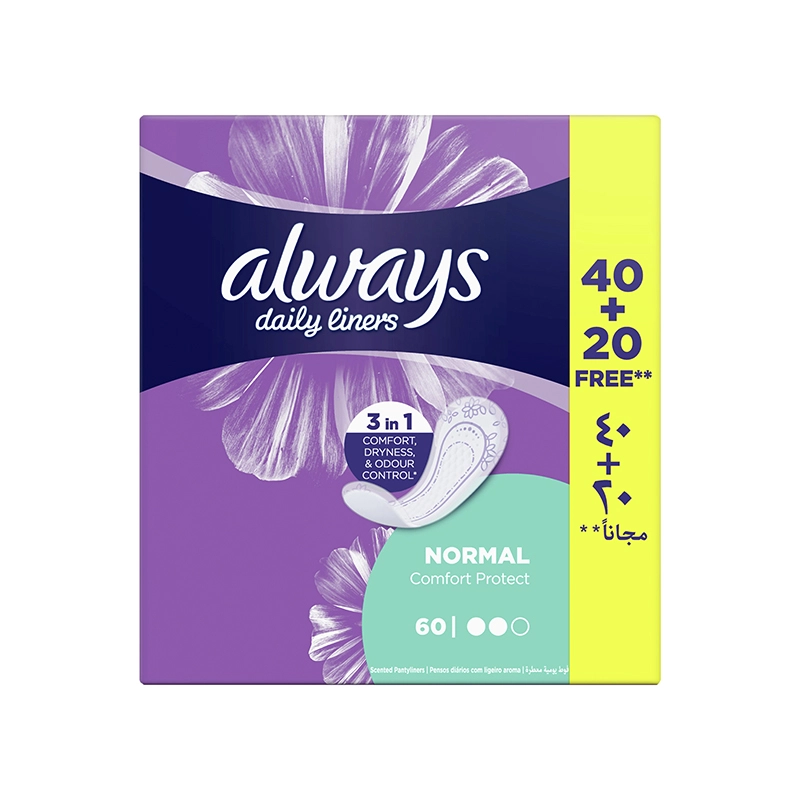 always
daily liners
3 in 1
COMFORT,
DRYNESS,
& ODOUR
CONTROL*
NORMAL
Comfort Protect
60 |
Scented Pantyliners | Pensos diários com ligeiro aroma | فوط يومية معطرة
40
+
20
FREE**
٤٠
+
٢٠
مجاناً**